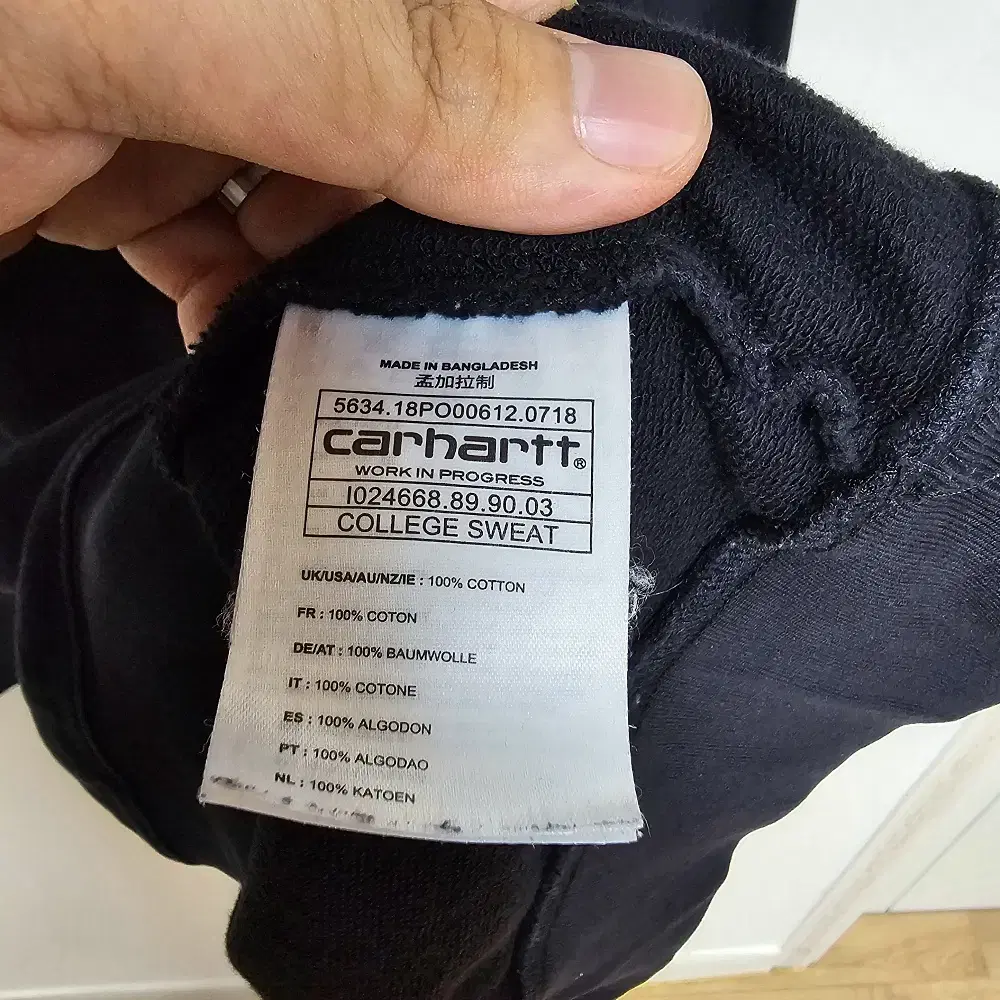 MADE IN BANGLADESH
孟加拉制
5634.18PO00612.0718
carhartt®
WORK IN PROGRESS
I024668.89.90.03
COLLEGE SWEAT
UK/USA/AU/NZ/IE : 100% COTTON
FR : 100% COTON
DE/AT : 100% BAUMWOLLE
IT : 100% COTONE
ES : 100% ALGODON
PT : 100% ALGODAO
NL : 100% KATOEN